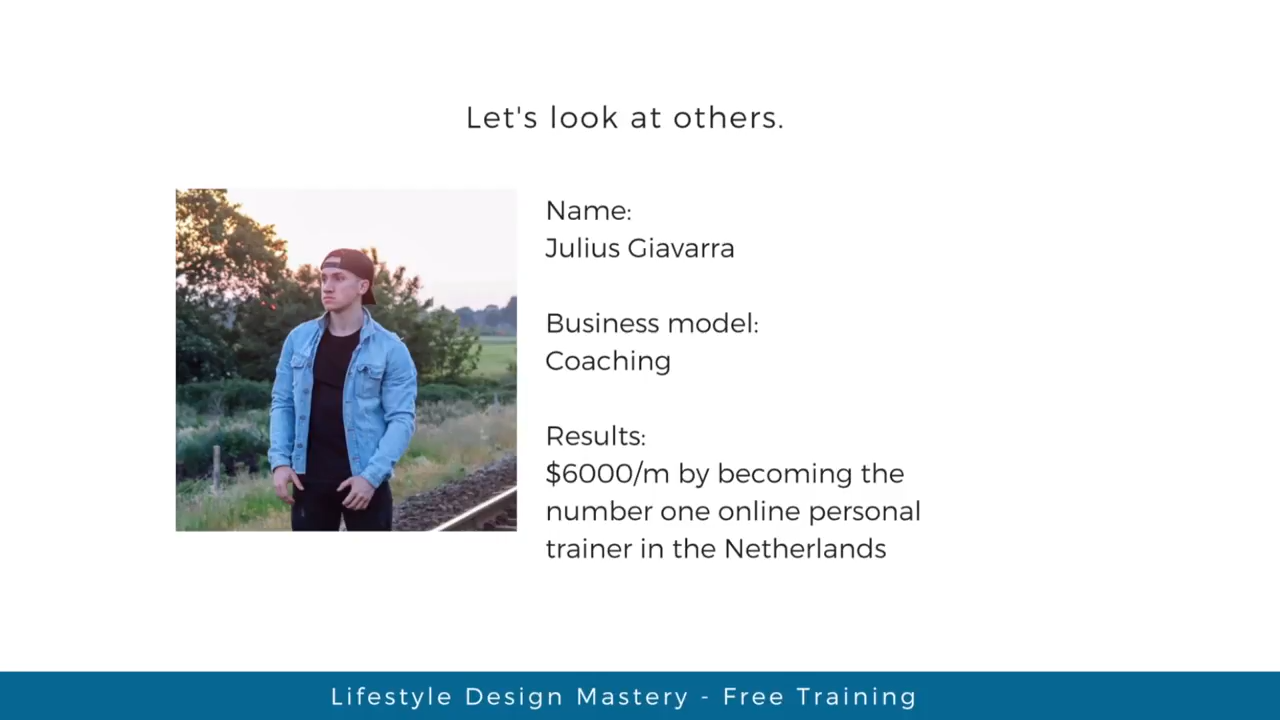 Let's look at others.
Name:
Julius Giavarra
Business model:
Coaching
Results:
$6000/m by becoming the
number one online personal
trainer in the Netherlands
Lifestyle Design Mastery - Free Training